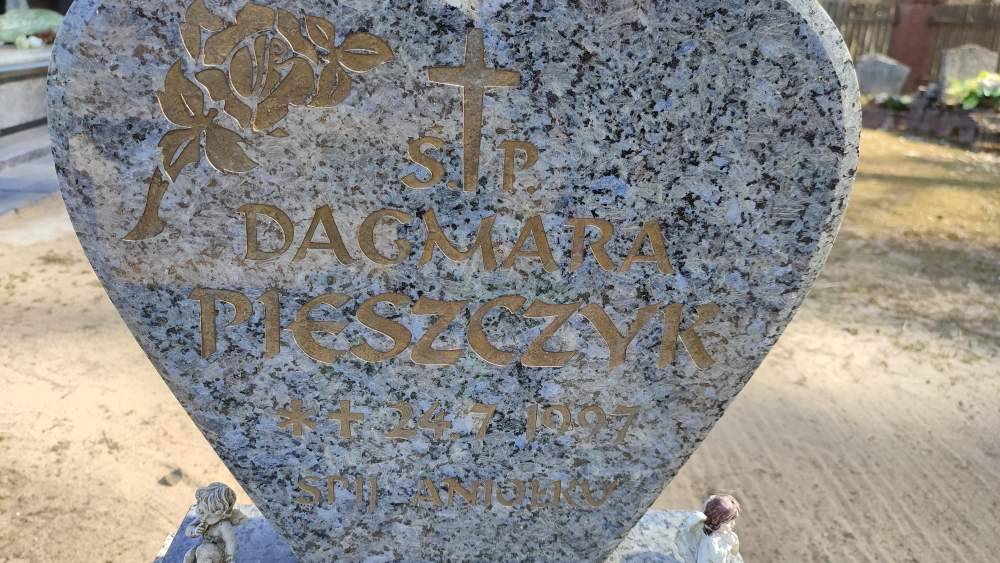 Ś. P.
DAGMARA
PIESZCZYK
* + 24. 7 1997
ŚPIJ ANIOŁKU